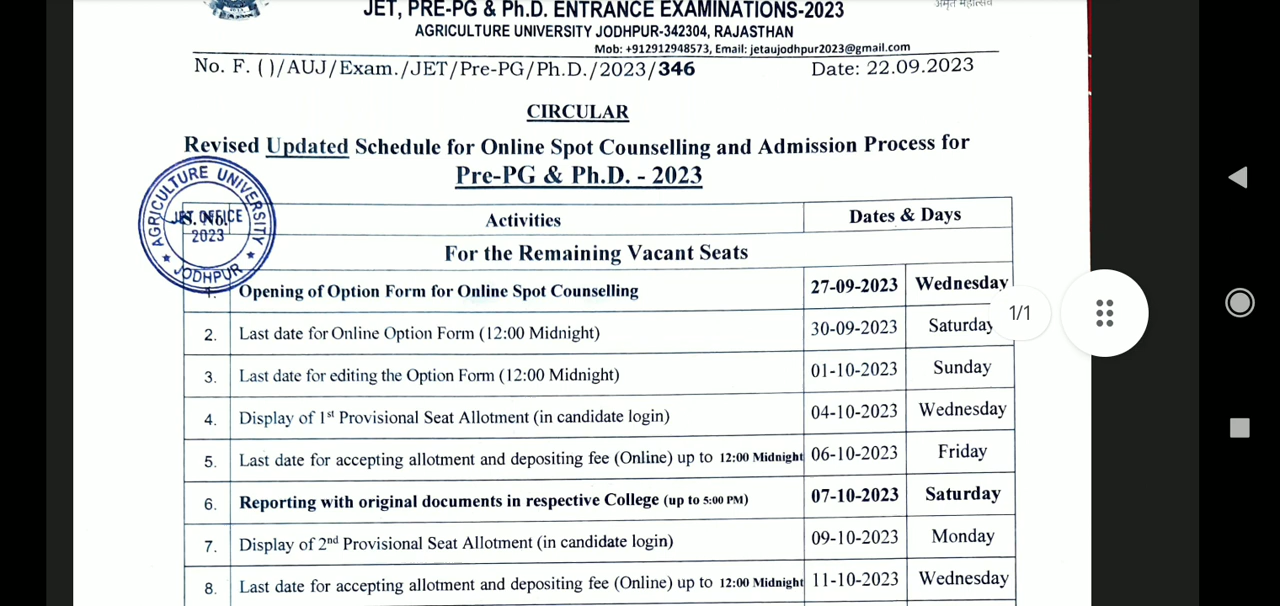 अमृत महोत्सव
JET, PRE-PG & Ph.D. ENTRANCE EXAMINATIONS-2023
AGRICULTURE UNIVERSITY JODHPUR-342304, RAJASTHAN
Mob: +912912948573, Email: jetaujodhpur2023@gmail.com
No. F. ( )/AUJ/Exam./JET/Pre-PG/Ph.D./2023/346 Date: 22.09.2023
CIRCULAR
Revised Updated Schedule for Online Spot Counselling and Admission Process for
Pre-PG & Ph.D. - 2023
AGRICULTURE UNIVERSITY
JET. OFFICE
2023
★ JODHPUR ★
Activities Dates & Days
For the Remaining Vacant Seats
1. Opening of Option Form for Online Spot Counselling 27-09-2023 Wednesday
2. Last date for Online Option Form (12:00 Midnight) 30-09-2023 Saturday
1/1
3. Last date for editing the Option Form (12:00 Midnight) 01-10-2023 Sunday
4. Display of 1st Provisional Seat Allotment (in candidate login) 04-10-2023 Wednesday
5. Last date for accepting allotment and depositing fee (Online) up to 12:00 Midnight 06-10-2023 Friday
6. Reporting with original documents in respective College (up to 5:00 PM) 07-10-2023 Saturday
7. Display of 2nd Provisional Seat Allotment (in candidate login) 09-10-2023 Monday
8. Last date for accepting allotment and depositing fee (Online) up to 12:00 Midnight 11-10-2023 Wednesday